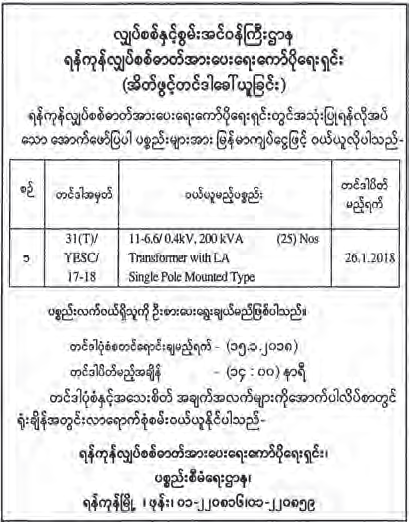 လျှပ်စစ်နှင့်စွမ်းအင်ဝန်ကြီးဌာန
ရန်ကုန်လျှပ်စစ်ဓာတ်အားပေးရေးကော်ပိုရေးရှင်း
(အိတ်ဖွင့်တင်ဒါခေါ်ယူခြင်း)
ရန်ကုန်လျှပ်စစ်ဓာတ်အားပေးရေးကော်ပိုရေးရှင်းတွင်အသုံးပြုရန်လိုအပ်
သော အောက်ဖော်ပြပါ ပစ္စည်းများအား မြန်မာကျပ်ငွေဖြင့် ဝယ်ယူလိုပါသည်-
စဉ် တင်ဒါအမှတ် ဝယ်ယူမည့်ပစ္စည်း တင်ဒါပိတ်မည့်ရက်
၁ 31(T)/ 11-6.6/ 0.4kV, 200 kVA (25) Nos
YESC/ Transformer with LA 26.1.2018
17-18 Single Pole Mounted Type
ပစ္စည်းလက်ဝယ်ရှိသူကို ဦးစားပေးရွေးချယ်မည်ဖြစ်ပါသည်။
တင်ဒါပုံစံစတင်ရောင်းချမည့်ရက် - (၁၅.၁.၂၀၁၈)
တင်ဒါပိတ်မည့်အချိန် - (၁၄ : ၀၀) နာရီ
တင်ဒါပုံစံနှင့်အသေးစိတ် အချက်အလက်များကိုအောက်ပါလိပ်စာတွင်
ရုံးချိန်အတွင်းလာရောက်စုံစမ်းဝယ်ယူနိုင်ပါသည်-
ရန်ကုန်လျှပ်စစ်ဓာတ်အားပေးရေးကော်ပိုရေးရှင်း၊
ပစ္စည်းစီမံရေးဌာန၊
ရန်ကုန်မြို့ ၊ ဖုန်း၊ ၀၁-၂၂၀၈၁၆၊၀၁-၂၂၀၈၅၉